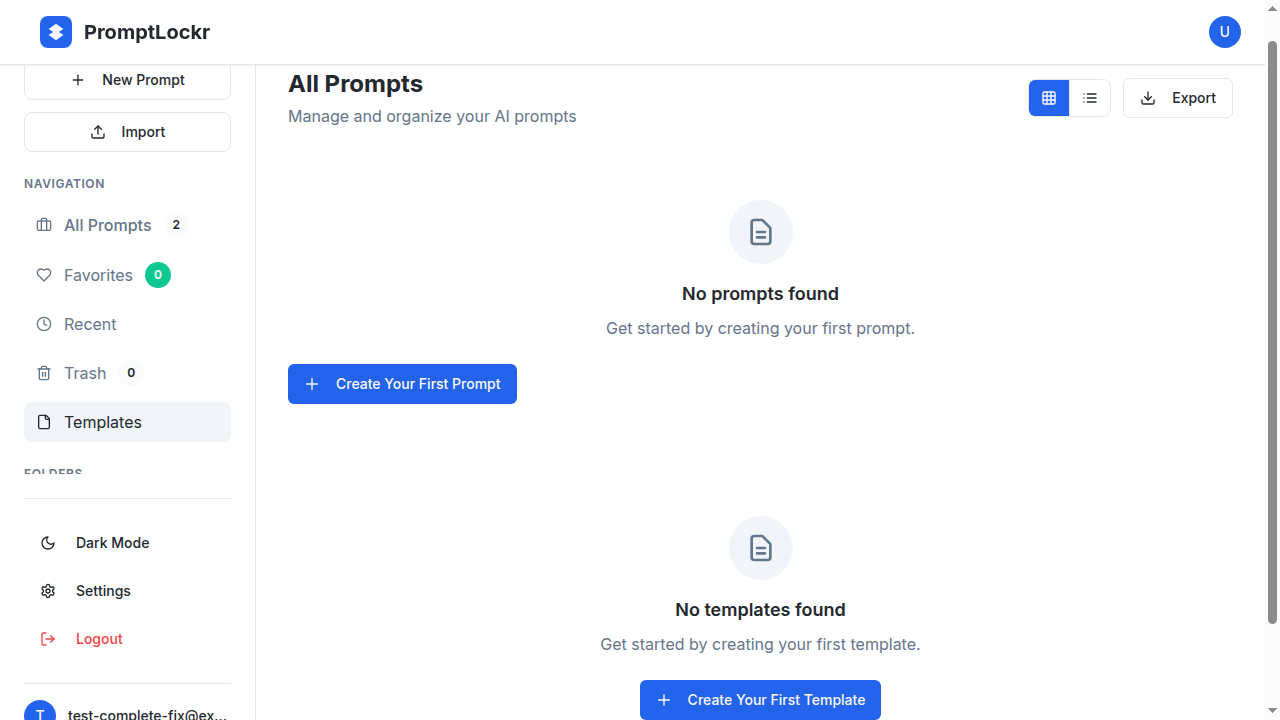 PromptLockr
U
New Prompt
Import
NAVIGATION
All Prompts 2
Favorites 0
Recent
Trash 0
Templates
FOLDERS
Dark Mode
Settings
Logout
T test-complete-fix@ex...
All Prompts
Manage and organize your AI prompts
Export
No prompts found
Get started by creating your first prompt.
Create Your First Prompt
No templates found
Get started by creating your first template.
Create Your First Template